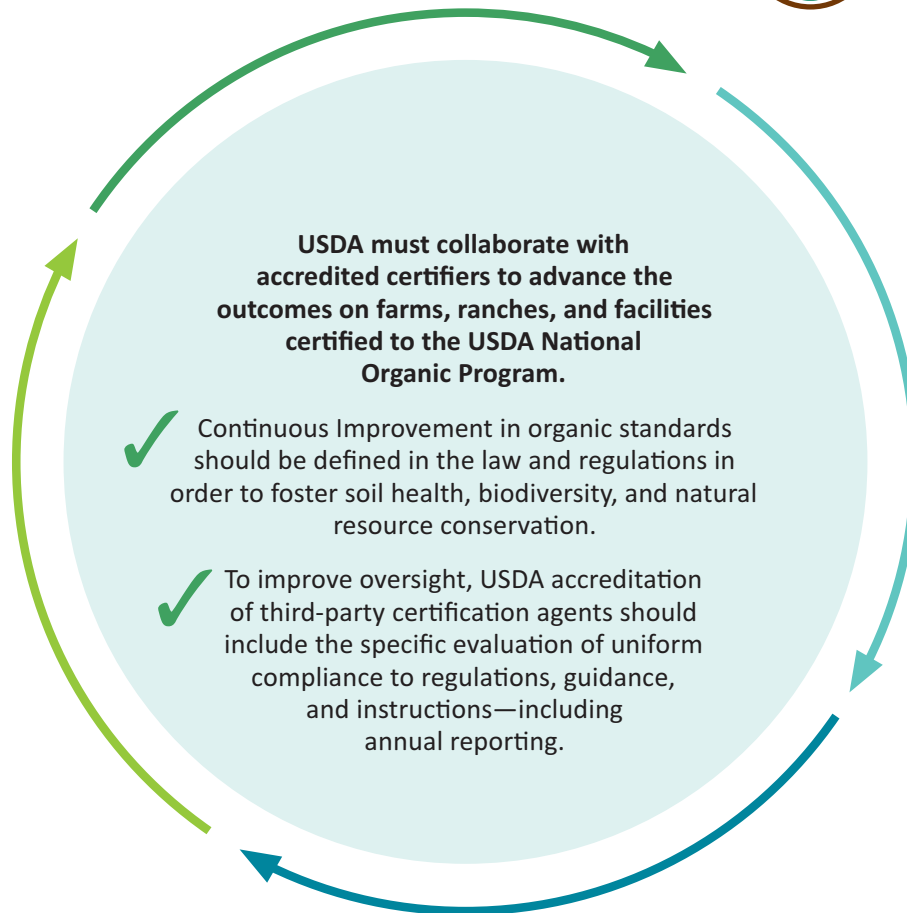 USDA must collaborate with
accredited certifiers to advance the
outcomes on farms, ranches, and facilities
certified to the USDA National
Organic Program.
Continuous Improvement in organic standards
should be defined in the law and regulations in
order to foster soil health, biodiversity, and natural
resource conservation.
To improve oversight, USDA accreditation
of third-party certification agents should
include the specific evaluation of uniform
compliance to regulations, guidance,
and instructions—including
annual reporting.